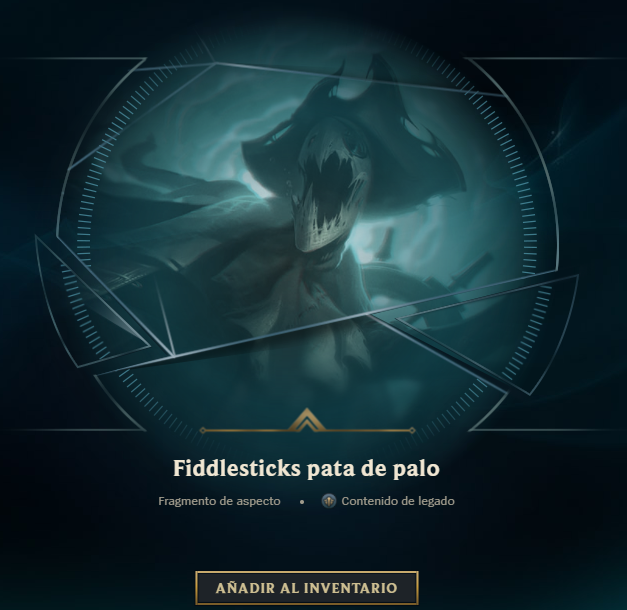 Fiddlesticks pata de palo
Fragmento de aspecto • Contenido de legado
AÑADIR AL INVENTARIO